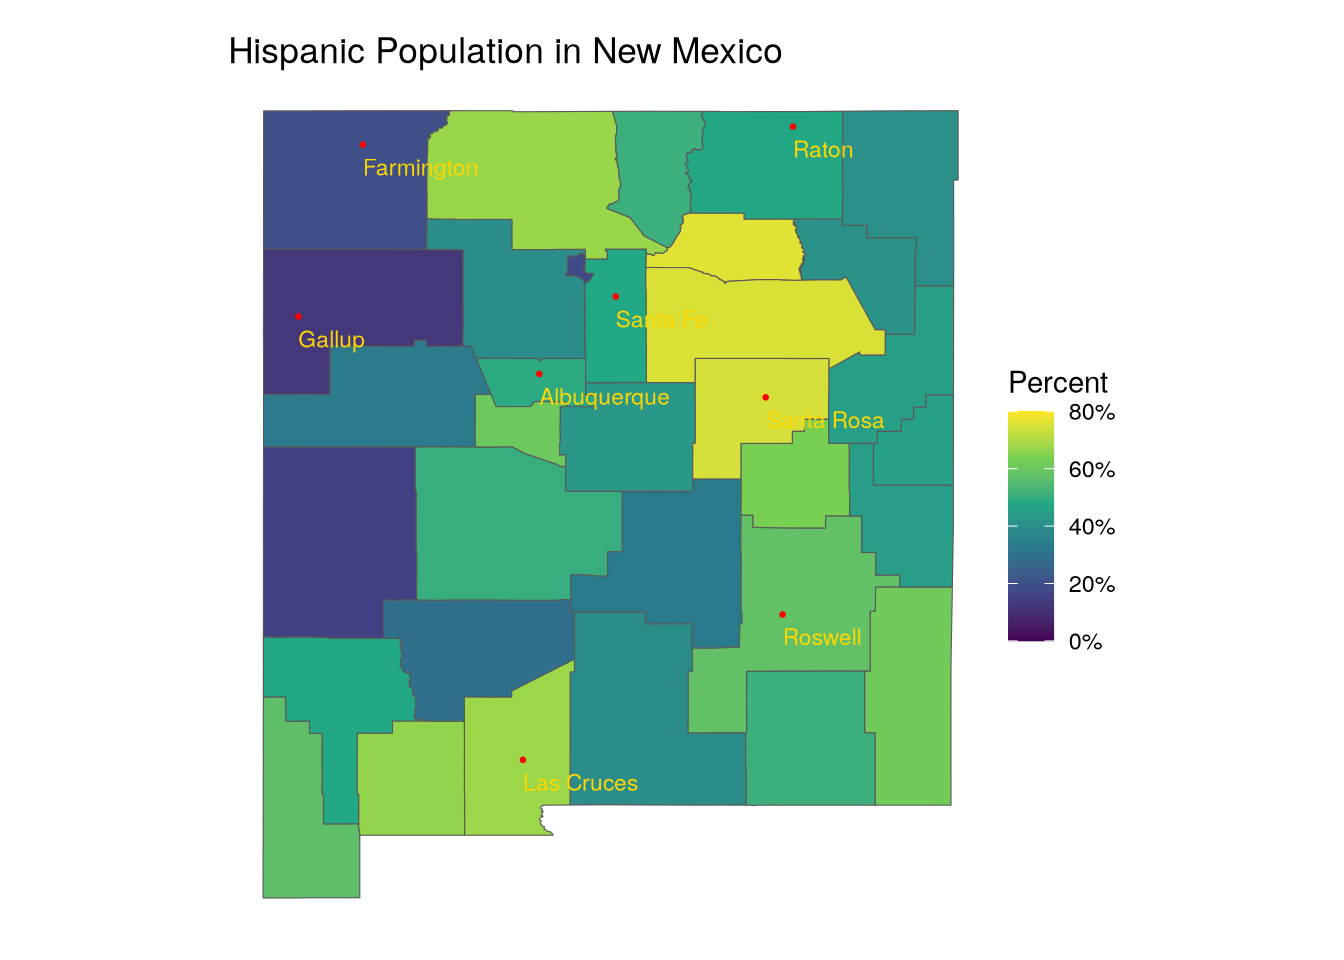 Hispanic Population in New Mexico
Raton
Farmington
Santa Fe
Gallup
Albuquerque
Santa Rosa
Roswell
Las Cruces
Percent
80%
60%
40%
20%
0%